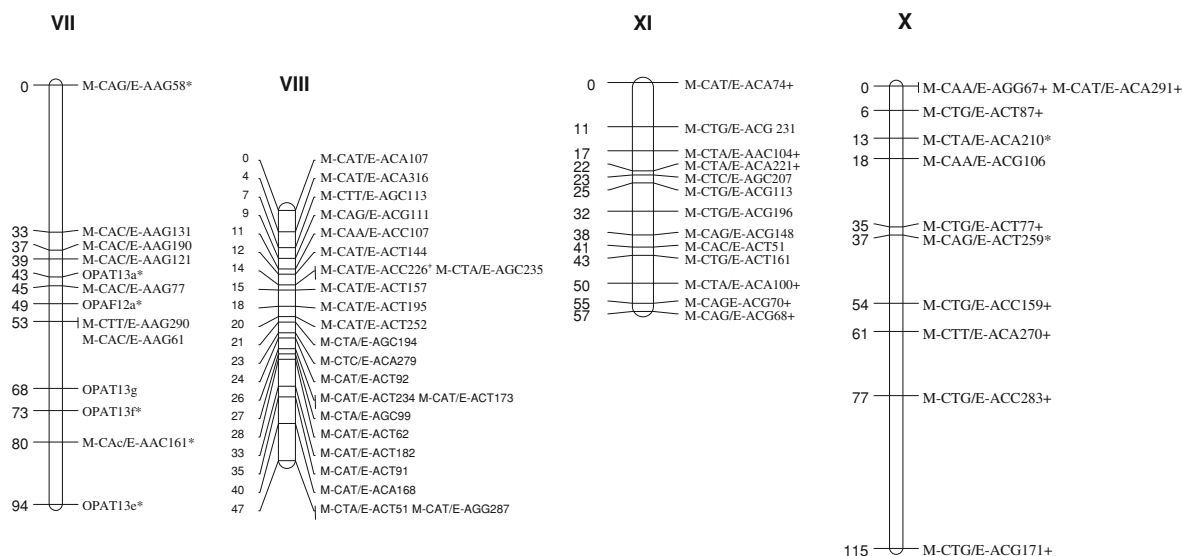 VII
0 M-CAG/E-AAG58*
33 M-CAC/E-AAG131
37 M-CAC/E-AAG190
39 M-CAC/E-AAG121
43 OPAT13a*
45 M-CAC/E-AAG77
49 OPAF12a*
53 M-CTT/E-AAG290
M-CAC/E-AAG61
68 OPAT13g
73 OPAT13f*
80 M-CAc/E-AAC161*
94 OPAT13e*
VIII
0 M-CAT/E-ACA107
4 M-CAT/E-ACA316
7 M-CTT/E-AGC113
9 M-CAG/E-ACG111
11 M-CAA/E-ACC107
12 M-CAT/E-ACT144
14 M-CAT/E-ACC226* M-CTA/E-AGC235
15 M-CAT/E-ACT157
18 M-CAT/E-ACT195
20 M-CAT/E-ACT252
21 M-CTA/E-AGC194
23 M-CTC/E-ACA279
24 M-CAT/E-ACT92
26 M-CAT/E-ACT234 M-CAT/E-ACT173
27 M-CTA/E-AGC99
28 M-CAT/E-ACT62
33 M-CAT/E-ACT182
35 M-CAT/E-ACT91
40 M-CAT/E-ACA168
47 M-CTA/E-ACT51 M-CAT/E-AGG287
XI
0 M-CAT/E-ACA74+
11 M-CTG/E-ACG 231
17 M-CTA/E-AAC104+
22 M-CTA/E-ACA221+
23 M-CTC/E-AGC207
25 M-CTG/E-ACG113
32 M-CTG/E-ACG196
38 M-CAG/E-ACG148
41 M-CAC/E-ACT51
43 M-CTG/E-ACT161
50 M-CTA/E-ACA100+
55 M-CAGE-ACG70+
57 M-CAG/E-ACG68+
X
0 M-CAA/E-AGG67+ M-CAT/E-ACA291+
6 M-CTG/E-ACT87+
13 M-CTA/E-ACA210*
18 M-CAA/E-ACG106
35 M-CTG/E-ACT77+
37 M-CAG/E-ACT259*
54 M-CTG/E-ACC159+
61 M-CTT/E-ACA270+
77 M-CTG/E-ACC283+
115 M-CTG/E-ACG171+